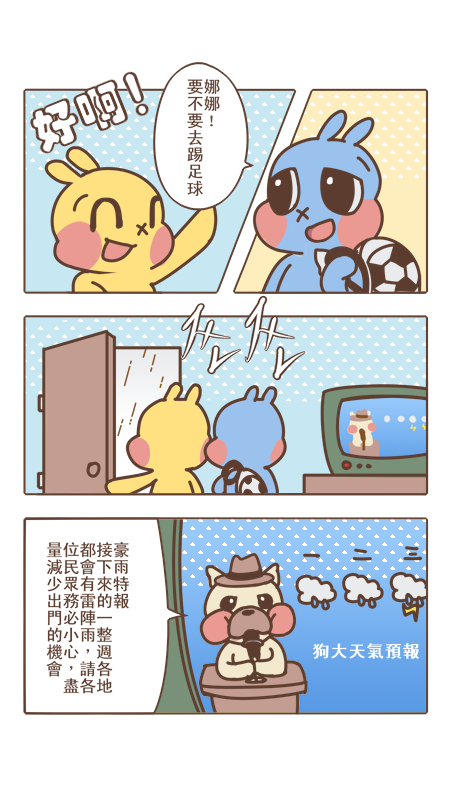 好啊！
娜娜！
要不要去踢足球
豪雨特報
接下來的一整週各地
都會有雷陣雨，請各
位民眾務必小心，盡
量減少出門的機會
一 二 三
狗大天氣預報